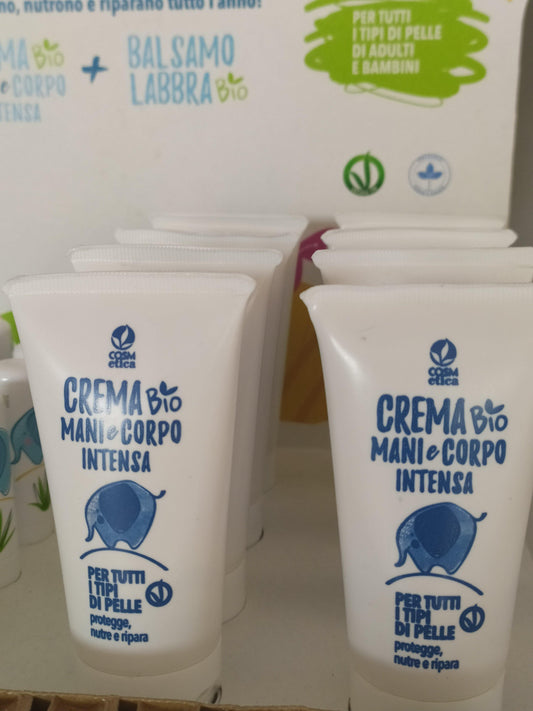 no, nutrono e riparano tutto l'anno!
MA BIO
e CORPO
INTENSA
+
BALSAMO
LABBRA BIO
PER TUTTI
I TIPI DI PELLE
DI ADULTI
E BAMBINI
COSM
etica
CREMA BIO
MANI e CORPO
INTENSA
PER TUTTI
I TIPI
DI PELLE
protegge,
nutre e ripara
COSM
etica
CREMA BIO
MANI e CORPO
INTENSA
PER TUTTI
I TIPI
DI PELLE
protegge,
nutre e ripara